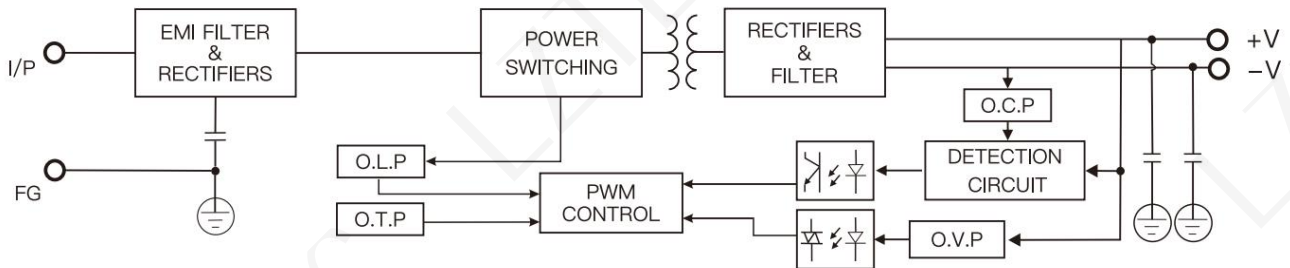 I/P
EMI FILTER
&
RECTIFIERS
POWER
SWITCHING
RECTIFIERS
&
FILTER
+V
−V
O.C.P
FG
O.L.P
O.T.P
PWM
CONTROL
DETECTION
CIRCUIT
O.V.P